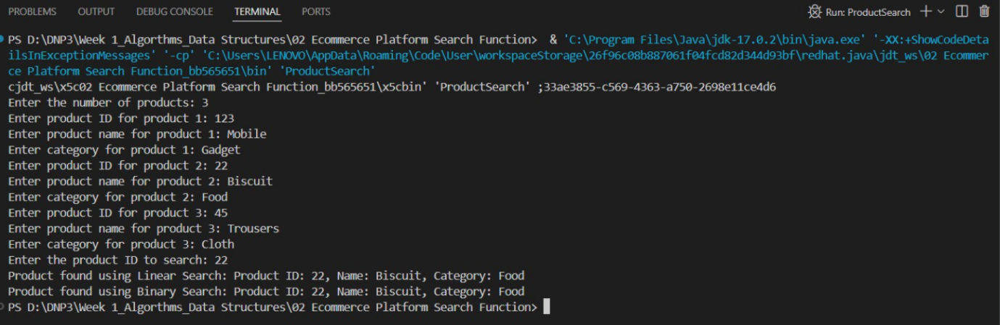 PROBLEMS OUTPUT DEBUG CONSOLE TERMINAL PORTS Run: ProductSearch
PS D:\DNP3\Week 1_Algorthms_Data Structures\02 Ecommerce Platform Search Function> & 'C:\Program Files\Java\jdk-17.0.2\bin\java.exe' '-XX:+ShowCodeDeta
ilsInExceptionMessages' '-cp' 'C:\Users\LENOVO\AppData\Roaming\Code\User\workspaceStorage\26f96c08b887061f04fcd82d344d93bf\redhat.java\jdt_ws\02 Ecommer
ce Platform Search Function_bb565651\bin' 'ProductSearch'
cjdt_ws\x5c02 Ecommerce Platform Search Function_bb565651\x5cbin' 'ProductSearch' ;33ae3855-c569-4363-a750-2698e11ce4d6
Enter the number of products: 3
Enter product ID for product 1: 123
Enter product name for product 1: Mobile
Enter category for product 1: Gadget
Enter product ID for product 2: 22
Enter product name for product 2: Biscuit
Enter category for product 2: Food
Enter product ID for product 3: 45
Enter product name for product 3: Trousers
Enter category for product 3: Cloth
Enter the product ID to search: 22
Product found using Linear Search: Product ID: 22, Name: Biscuit, Category: Food
Product found using Binary Search: Product ID: 22, Name: Biscuit, Category: Food
PS D:\DNP3\Week 1_Algorthms_Data Structures\02 Ecommerce Platform Search Function>